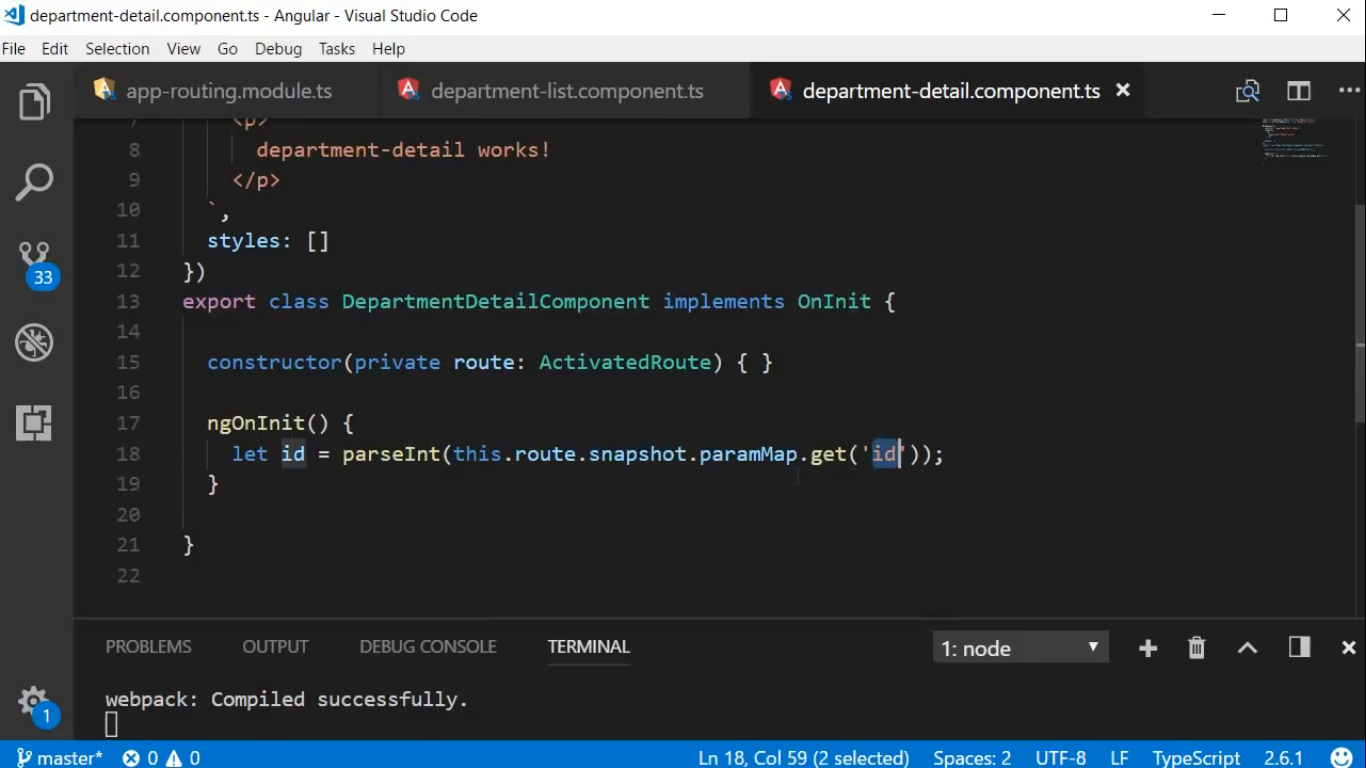 department-detail.component.ts - Angular - Visual Studio Code
File Edit Selection View Go Debug Tasks Help
app-routing.module.ts department-list.component.ts department-detail.component.ts
7 <p>
8 department-detail works!
9 </p>
10 `,
11 styles: []
12 })
13 export class DepartmentDetailComponent implements OnInit {
14
15 constructor(private route: ActivatedRoute) { }
16
17 ngOnInit() {
18 let id = parseInt(this.route.snapshot.paramMap.get('id'));
19 }
20
21 }
22
33
PROBLEMS OUTPUT DEBUG CONSOLE TERMINAL 1: node
webpack: Compiled successfully.
1
master* 0 0 Ln 18, Col 59 (2 selected) Spaces: 2 UTF-8 LF TypeScript 2.6.1